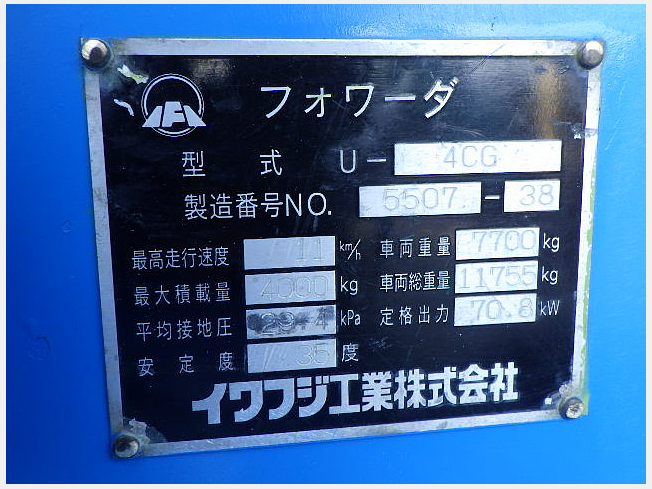 フォワーダ
型 式 U- 4CG
製造番号NO. 5507 - 38
最高走行速度 11 km/h 車両重量 7700 kg
最大積載量 4000 kg 車両総重量 11755 kg
平均接地圧 29.4 kPa 定格出力 70.8 kW
安定度 35 度
イワフジ工業株式会社